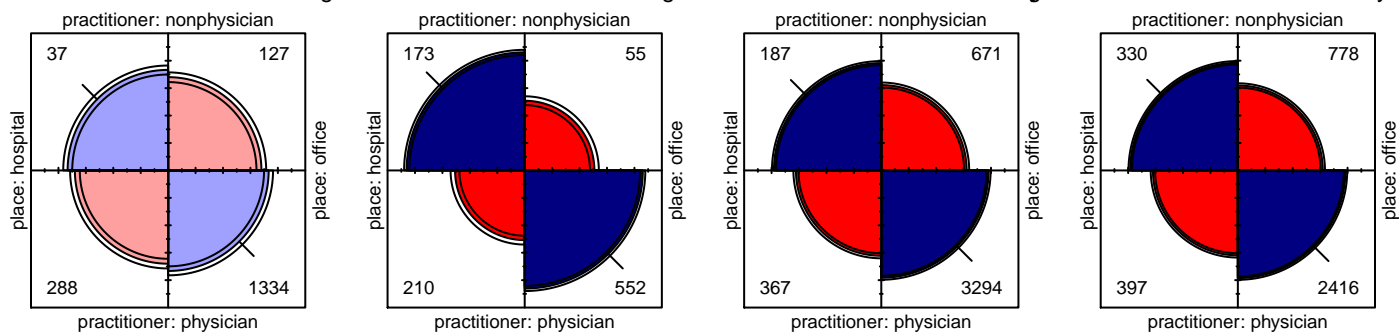 practitioner: nonphysician
37 127
place: hospital
place: office
288 1334
practitioner: physician
practitioner: nonphysician
173 55
place: hospital
place: office
210 552
practitioner: physician
practitioner: nonphysician
187 671
place: hospital
place: office
367 3294
practitioner: physician
practitioner: nonphysician
330 778
place: hospital
place: office
397 2416
practitioner: physician